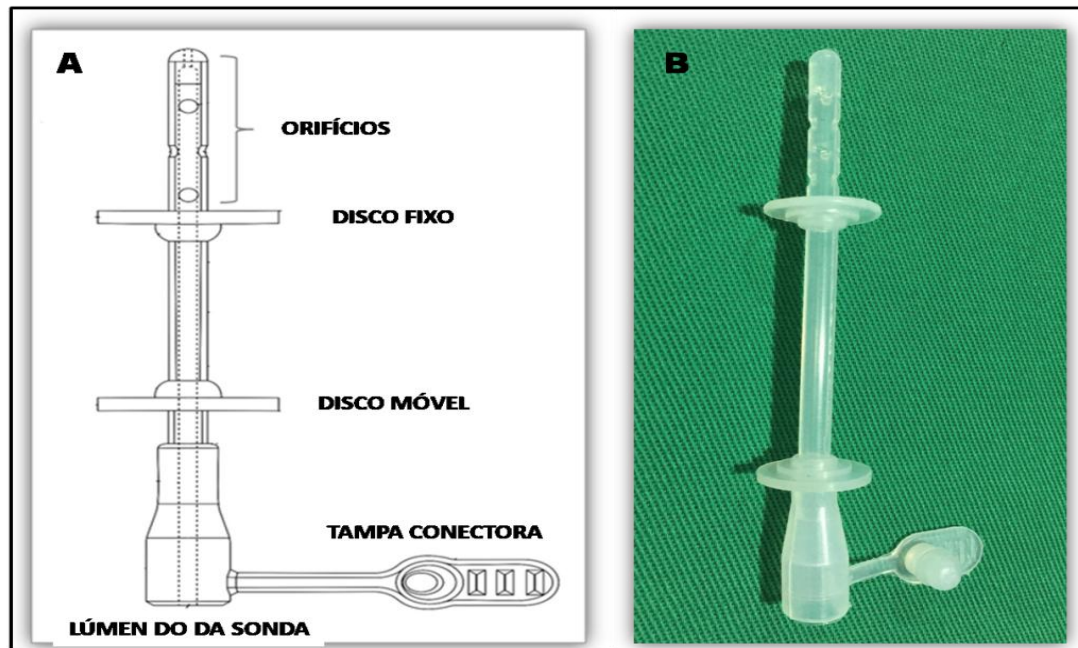 A
ORIFÍCIOS
DISCO FIXO
DISCO MÓVEL
TAMPA CONECTORA
LÚMEN DO DA SONDA
B